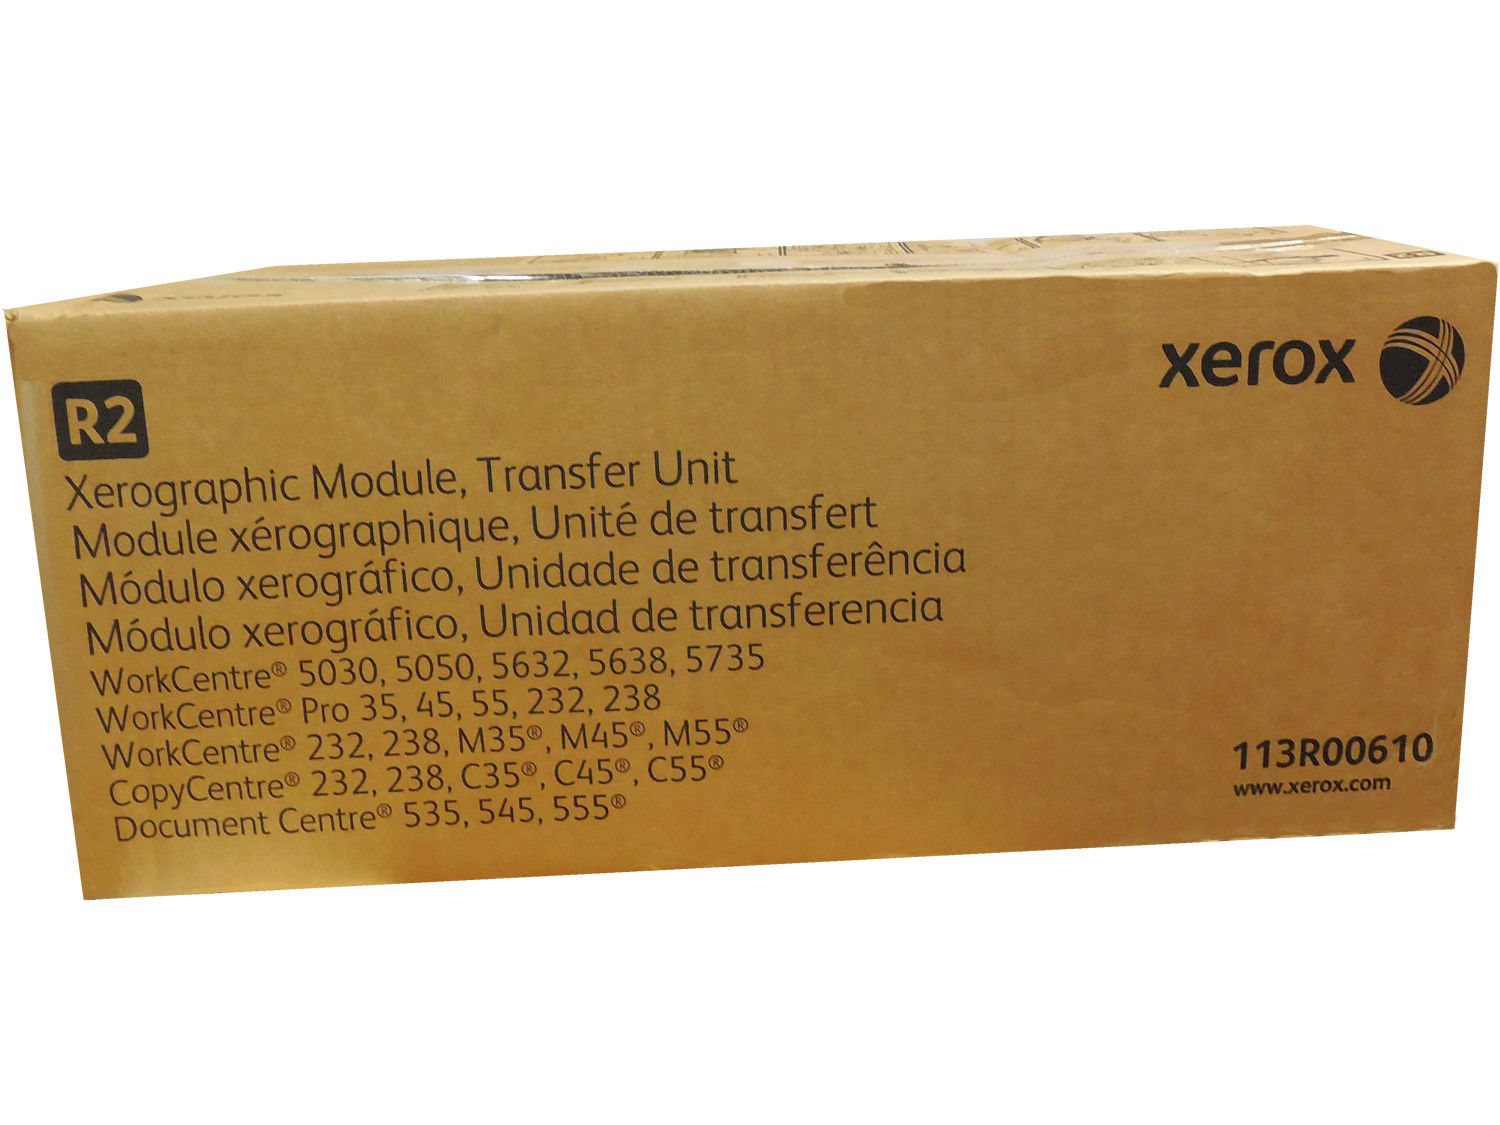 xerox
R2
Xerographic Module, Transfer Unit
Module xérographique, Unité de transfert
Módulo xerográfico, Unidade de transferência
Módulo xerográfico, Unidad de transferencia
WorkCentre® 5030, 5050, 5632, 5638, 5735
WorkCentre® Pro 35, 45, 55, 232, 238
WorkCentre® 232, 238, M35®, M45®, M55®
CopyCentre® 232, 238, C35®, C45®, C55®
Document Centre® 535, 545, 555®
113R00610
www.xerox.com